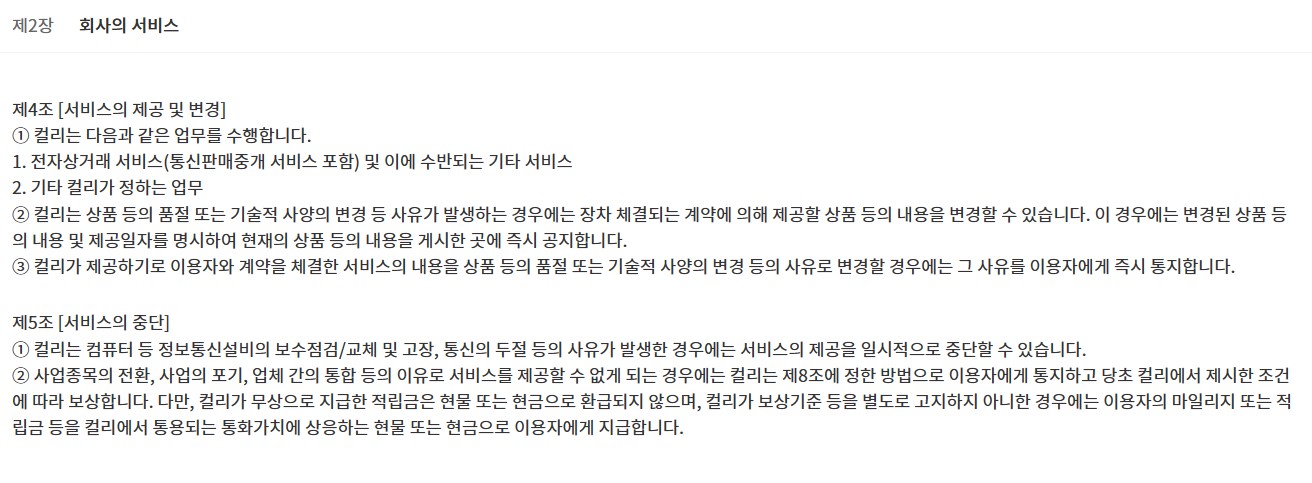 제2장 회사의 서비스
제4조 [서비스의 제공 및 변경]
① 컬리는 다음과 같은 업무를 수행합니다.
1. 전자상거래 서비스(통신판매중개 서비스 포함) 및 이에 수반되는 기타 서비스
2. 기타 컬리가 정하는 업무
② 컬리는 상품 등의 품절 또는 기술적 사양의 변경 등 사유가 발생하는 경우에는 장차 체결되는 계약에 의해 제공할 상품 등의 내용을 변경할 수 있습니다. 이 경우에는 변경된 상품 등
의 내용 및 제공일자를 명시하여 현재의 상품 등의 내용을 게시한 곳에 즉시 공지합니다.
③ 컬리가 제공하기로 이용자와 계약을 체결한 서비스의 내용을 상품 등의 품절 또는 기술적 사양의 변경 등의 사유로 변경할 경우에는 그 사유를 이용자에게 즉시 통지합니다.
제5조 [서비스의 중단]
① 컬리는 컴퓨터 등 정보통신설비의 보수점검/교체 및 고장, 통신의 두절 등의 사유가 발생한 경우에는 서비스의 제공을 일시적으로 중단할 수 있습니다.
② 사업종목의 전환, 사업의 포기, 업체 간의 통합 등의 이유로 서비스를 제공할 수 없게 되는 경우에는 컬리는 제8조에 정한 방법으로 이용자에게 통지하고 당초 컬리에서 제시한 조건
에 따라 보상합니다. 다만, 컬리가 무상으로 지급한 적립금은 현물 또는 현금으로 환급되지 않으며, 컬리가 보상기준 등을 별도로 고지하지 아니한 경우에는 이용자의 마일리지 또는 적
립금 등을 컬리에서 통용되는 통화가치에 상응하는 현물 또는 현금으로 이용자에게 지급합니다.